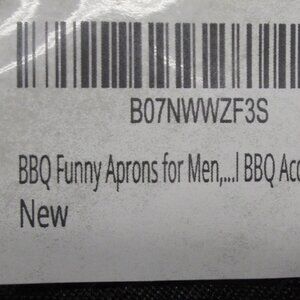 B07NWWZF3S
BBQ Funny Aprons for Men,...l BBQ Acc
New